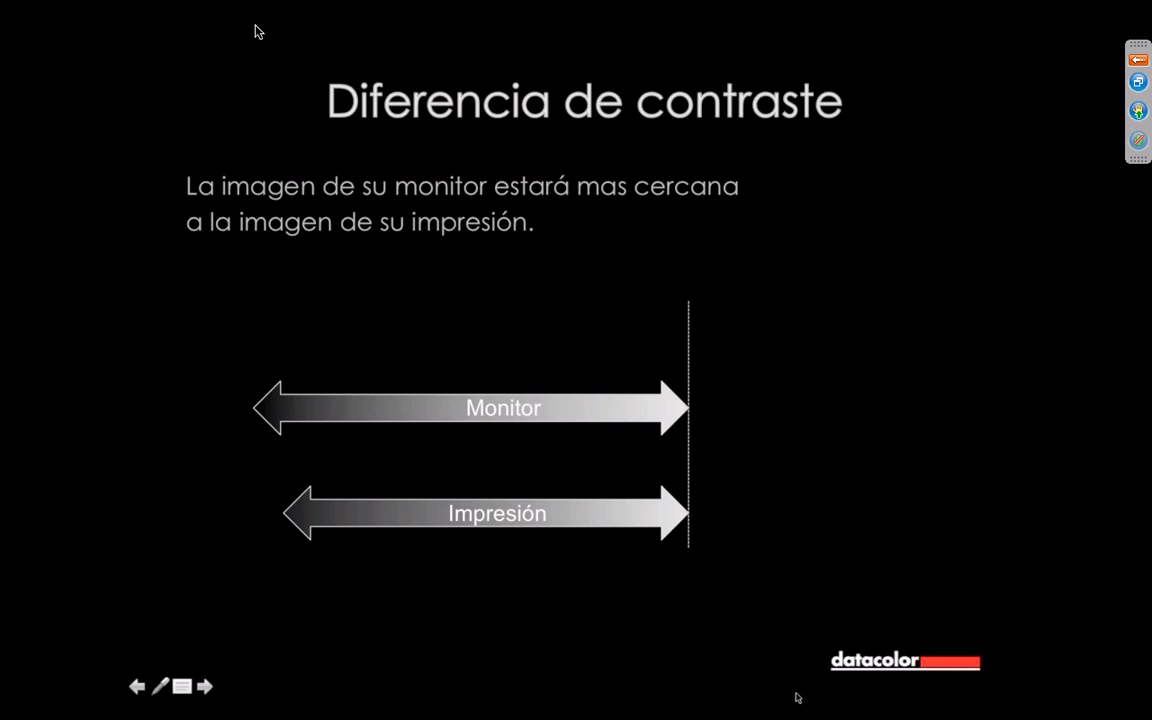 Diferencia de contraste
La imagen de su monitor estará mas cercana
a la imagen de su impresión.
Monitor
Impresión
datacolor